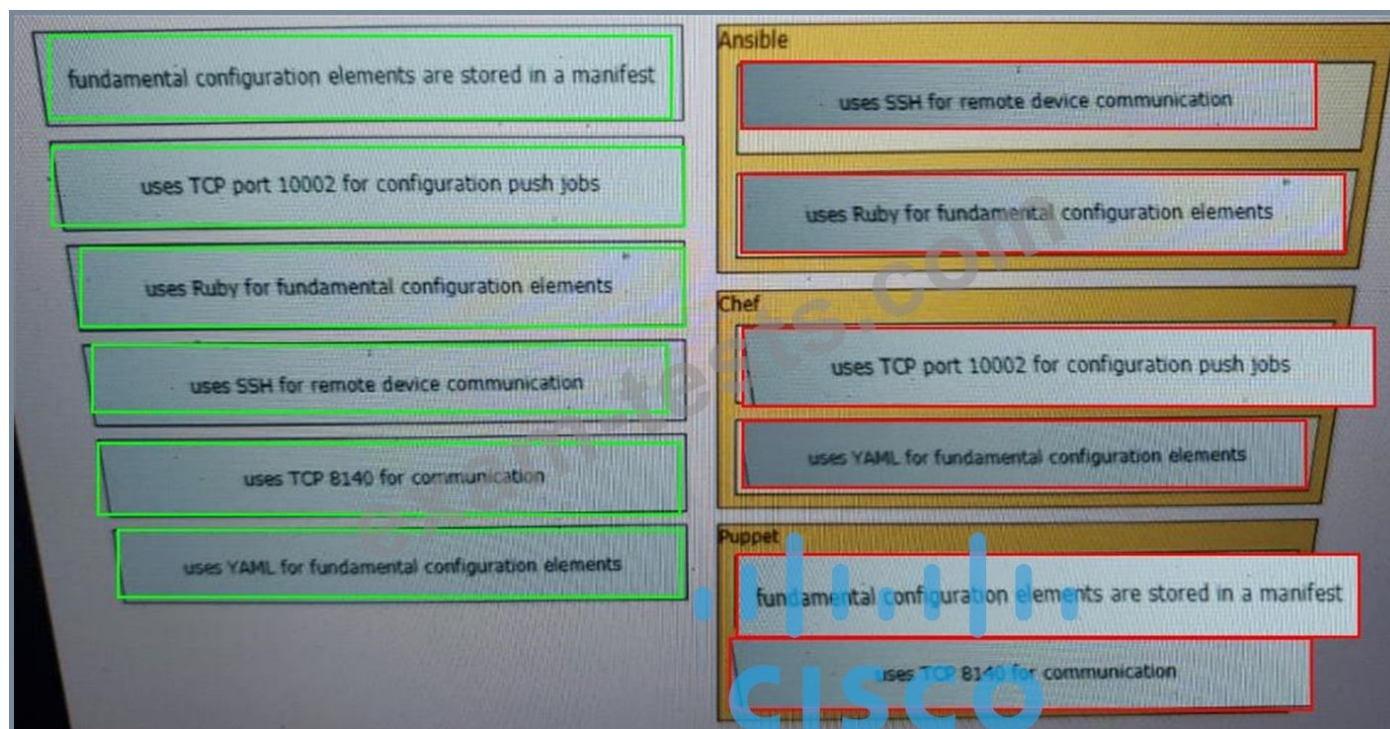 fundamental configuration elements are stored in a manifest
uses TCP port 10002 for configuration push jobs
uses Ruby for fundamental configuration elements
uses SSH for remote device communication
uses TCP 8140 for communication
uses YAML for fundamental configuration elements
Ansible
uses SSH for remote device communication
uses Ruby for fundamental configuration elements
Chef
uses TCP port 10002 for configuration push jobs
uses YAML for fundamental configuration elements
Puppet
fundamental configuration elements are stored in a manifest
uses TCP 8140 for communication
CISCO